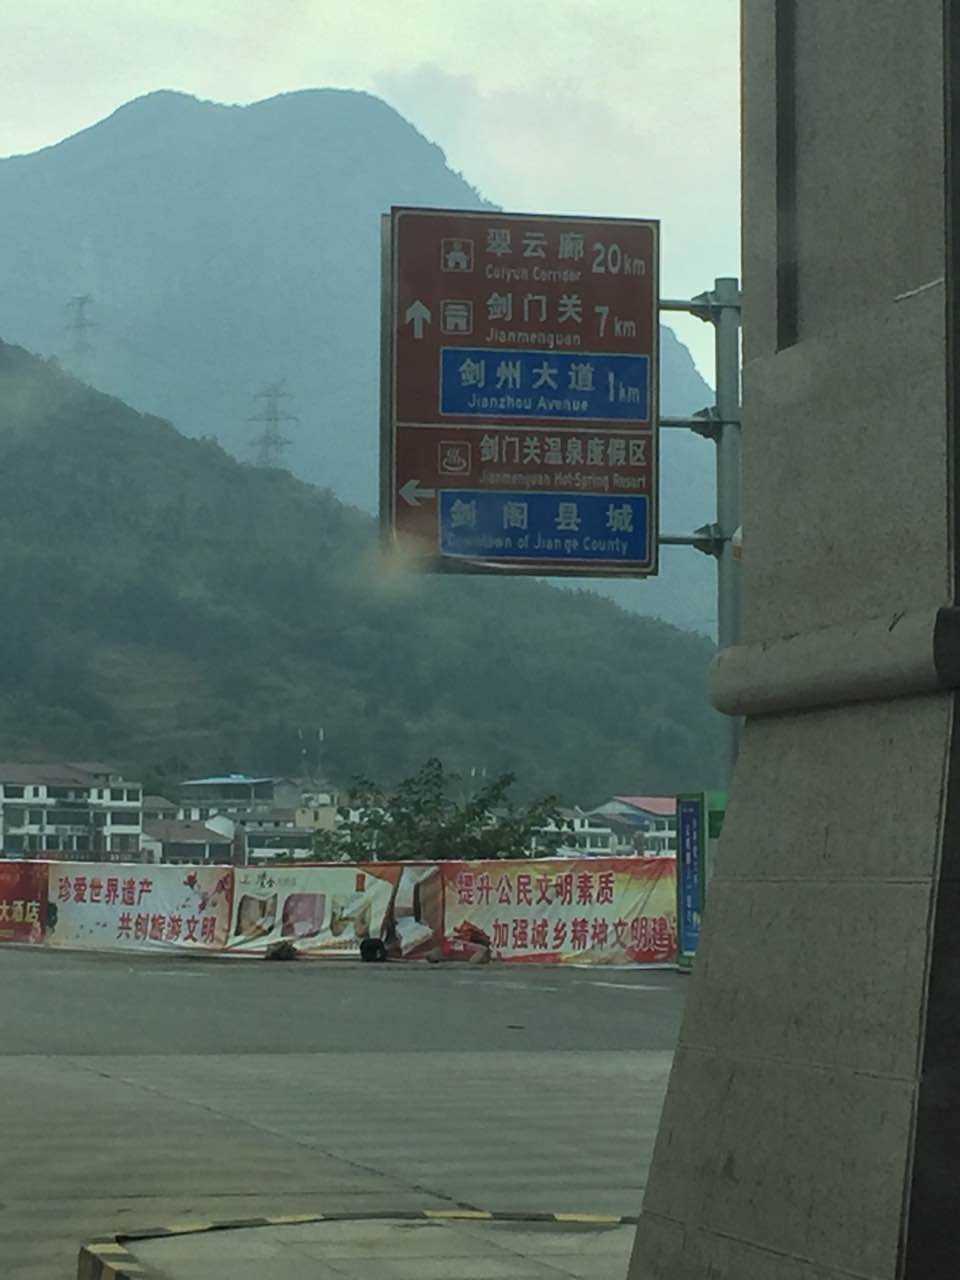 翠云廊 20km
Cuiyun Corridor
剑门关 7km
Jianmenguan
剑州大道 1km
Jianzhou Avenue
剑门关温泉度假区
Jianmenguan Hot-Spring Resort
剑阁县城
Downtown of Jiange County
大酒店
珍爱世界遗产
共创旅游文明
提升公民文明素质
加强城乡精神文明建